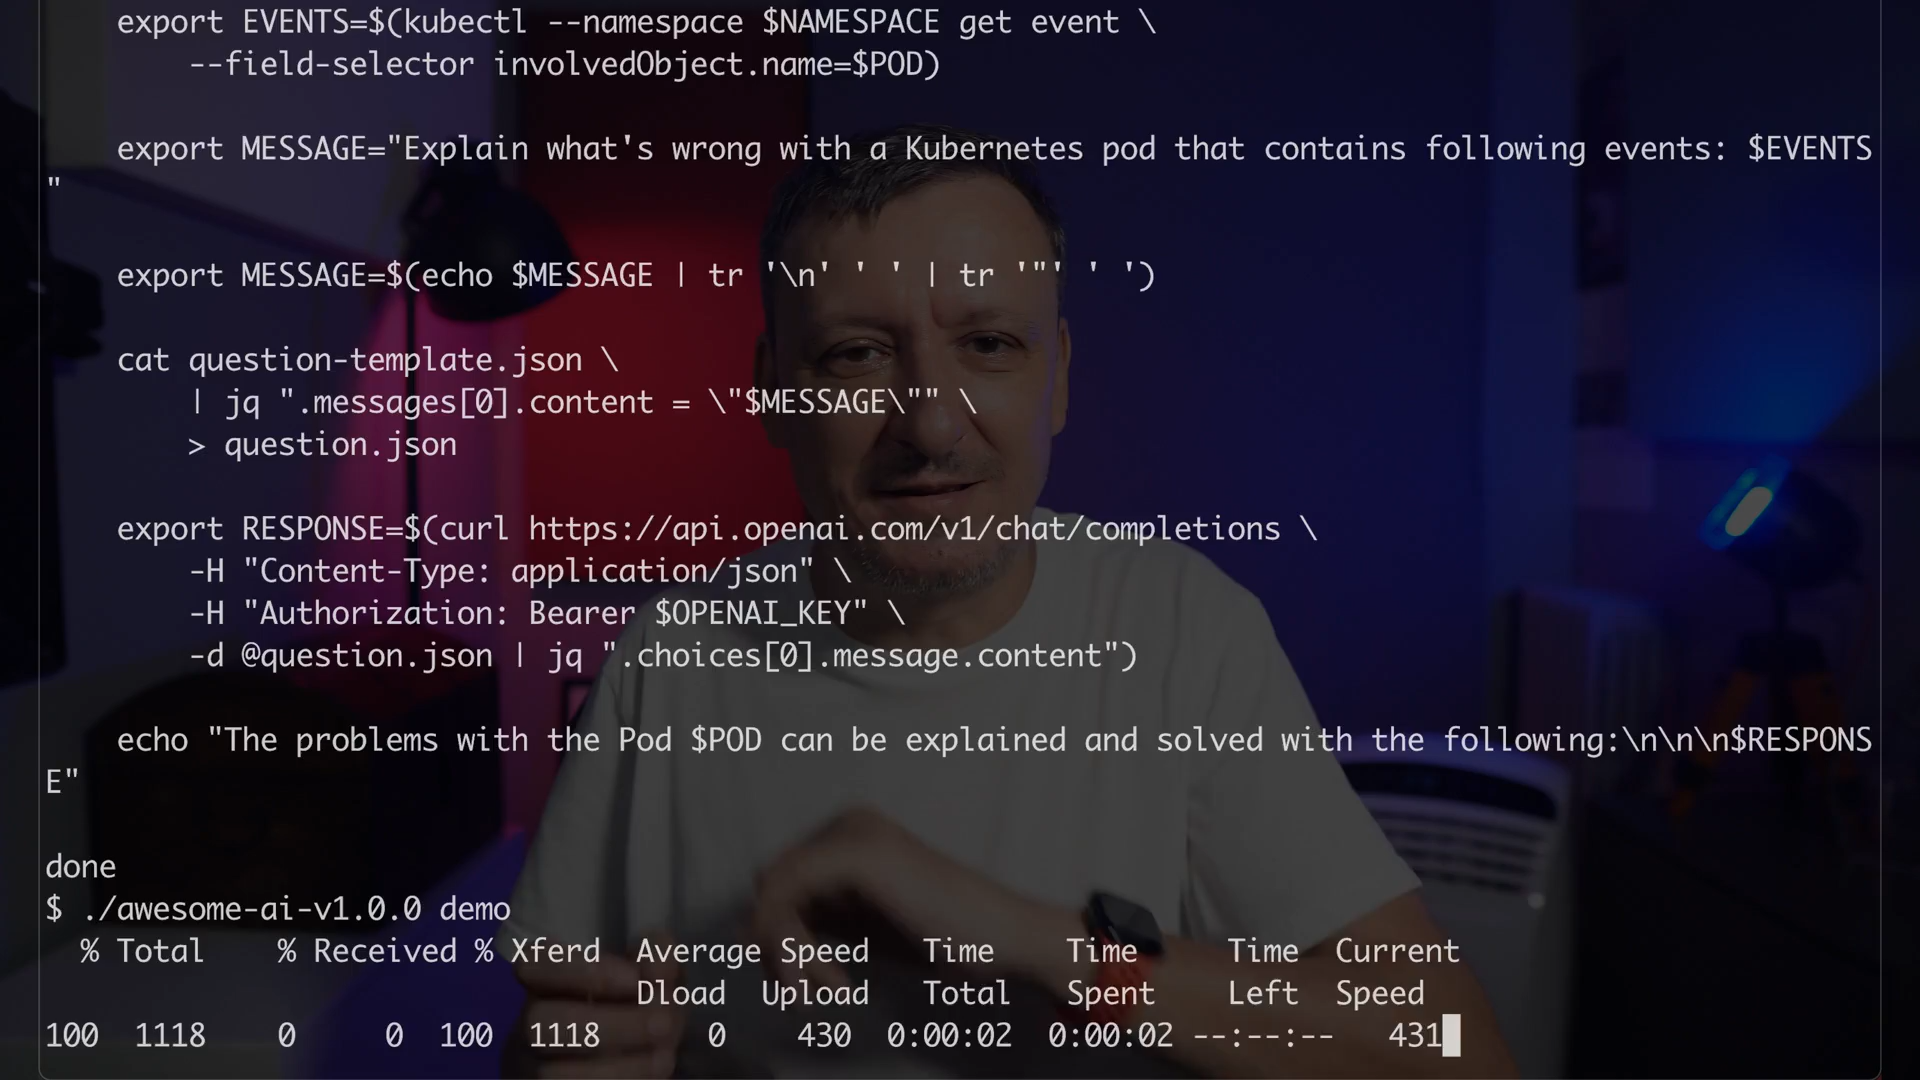 export EVENTS=$(kubectl --namespace $NAMESPACE get event \
--field-selector involvedObject.name=$POD)
export MESSAGE="Explain what's wrong with a Kubernetes pod that contains following events: $EVENTS
"
export MESSAGE=$(echo $MESSAGE | tr '\n' ' ' | tr '"' ' ')
cat question-template.json \
| jq ".messages[0].content = \"$MESSAGE\"" \
> question.json
export RESPONSE=$(curl https://api.openai.com/v1/chat/completions \
-H "Content-Type: application/json" \
-H "Authorization: Bearer $OPENAI_KEY" \
-d @question.json | jq ".choices[0].message.content")
echo "The problems with the Pod $POD can be explained and solved with the following:\n\n\n$RESPONS
E"
done
$ ./awesome-ai-v1.0.0 demo
% Total % Received % Xferd Average Speed Time Time Time Current
Dload Upload Total Spent Left Speed
100 1118 0 0 100 1118 0 430 0:00:02 0:00:02 --:--:-- 431